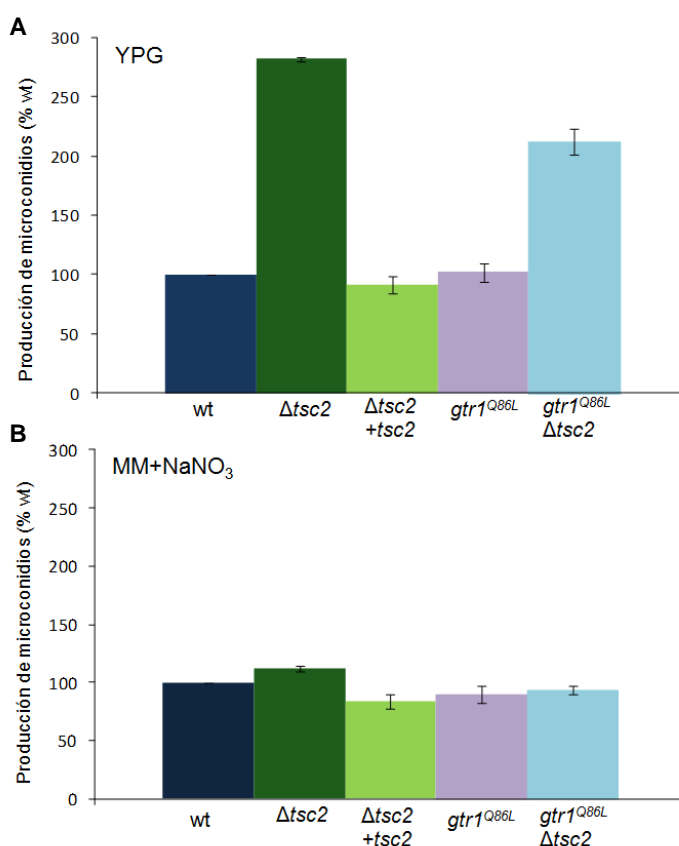 A
YPG
Producción de microconidios (% wt)
300
250
200
150
100
50
0
wt
Δtsc2
Δtsc2
+tsc2
gtr1Q86L
gtr1Q86L
Δtsc2
B
MM+NaNO3
Producción de microconidios (% wt)
300
250
200
150
100
50
0
wt
Δtsc2
Δtsc2
+tsc2
gtr1Q86L
gtr1Q86L
Δtsc2